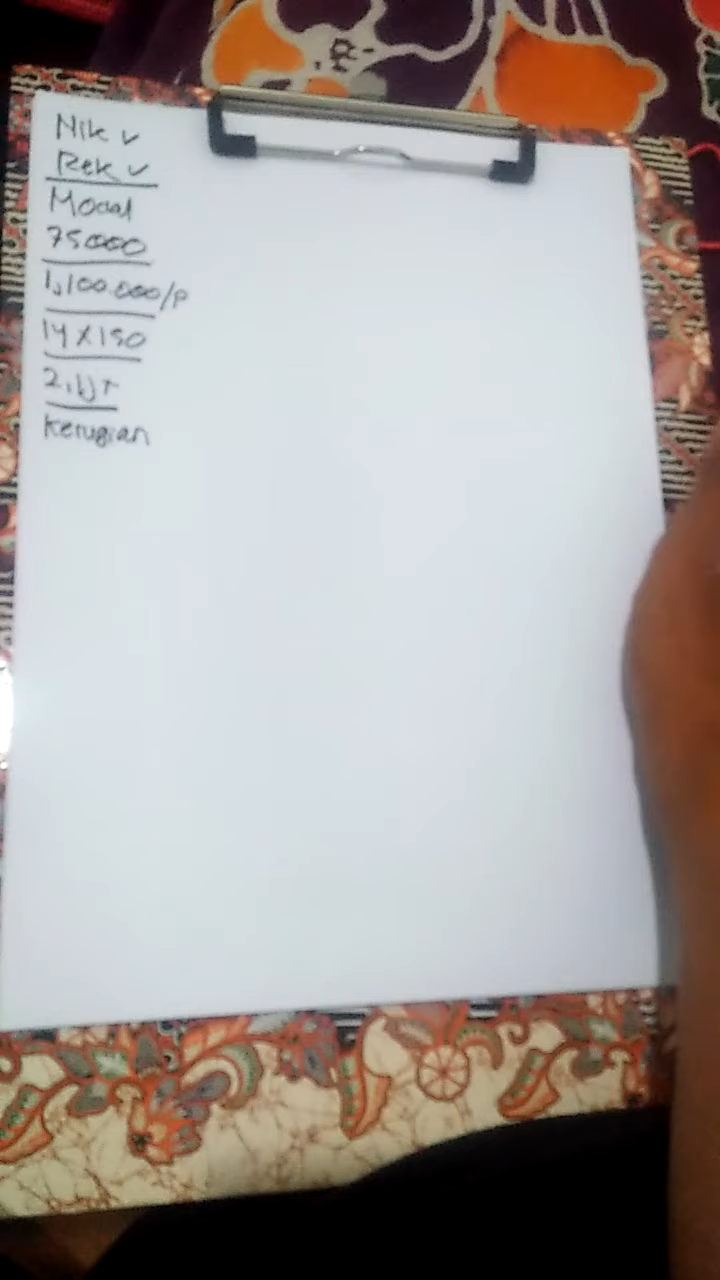 Nik ✓
Rek ✓
Modal
75000
1,100.000/P
14 x 150
2,1jt
Kerugian